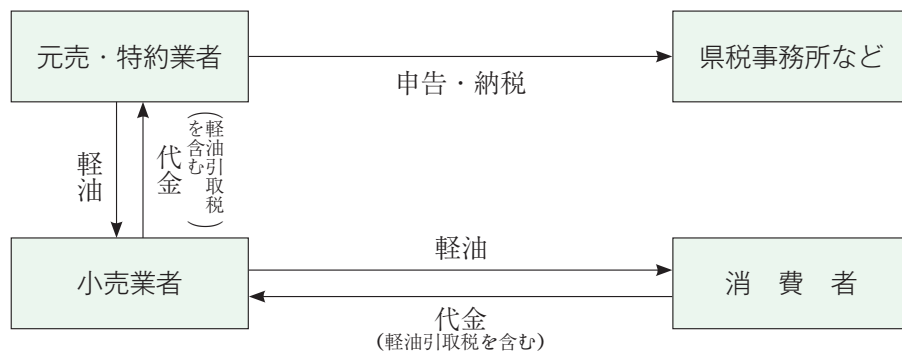 元売・特約業者
県税事務所など
申告・納税
軽油
代金
(軽油引取税
を含む)
小売業者
軽油
消　費　者
代金
(軽油引取税を含む)